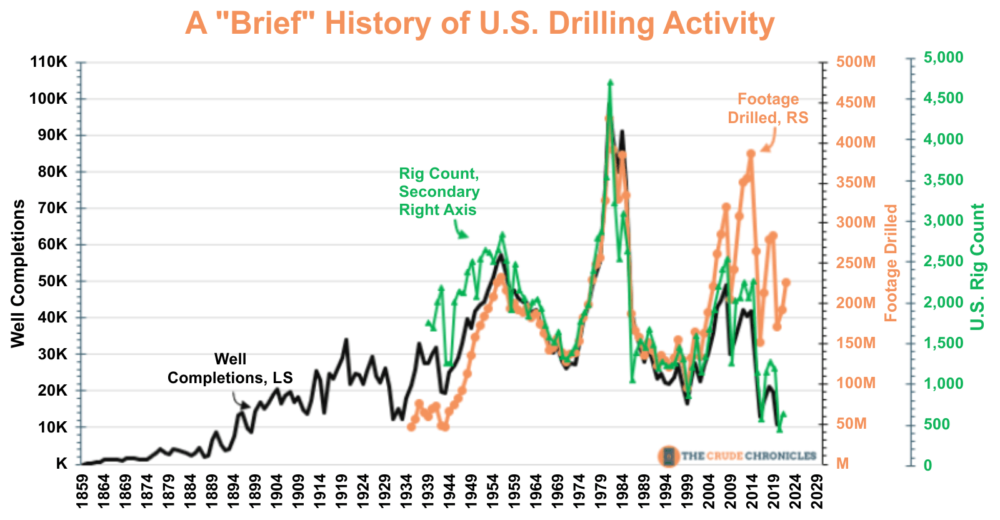 A "Brief" History of U.S. Drilling Activity
110K
100K
90K
80K
70K
60K
50K
40K
30K
20K
10K
K
Well Completions
Well
Completions, LS
Rig Count,
Secondary
Right Axis
Footage
Drilled, RS
500M
450M
400M
350M
300M
250M
200M
150M
100M
50M
M
Footage Drilled
5,000
4,500
4,000
3,500
3,000
2,500
2,000
1,500
1,000
500
0
U.S. Rig Count
THE CRUDE CHRONICLES
1859
1864
1869
1874
1879
1884
1889
1894
1899
1904
1909
1914
1919
1924
1929
1934
1939
1944
1949
1954
1959
1964
1969
1974
1979
1984
1989
1994
1999
2004
2009
2014
2019
2024
2029